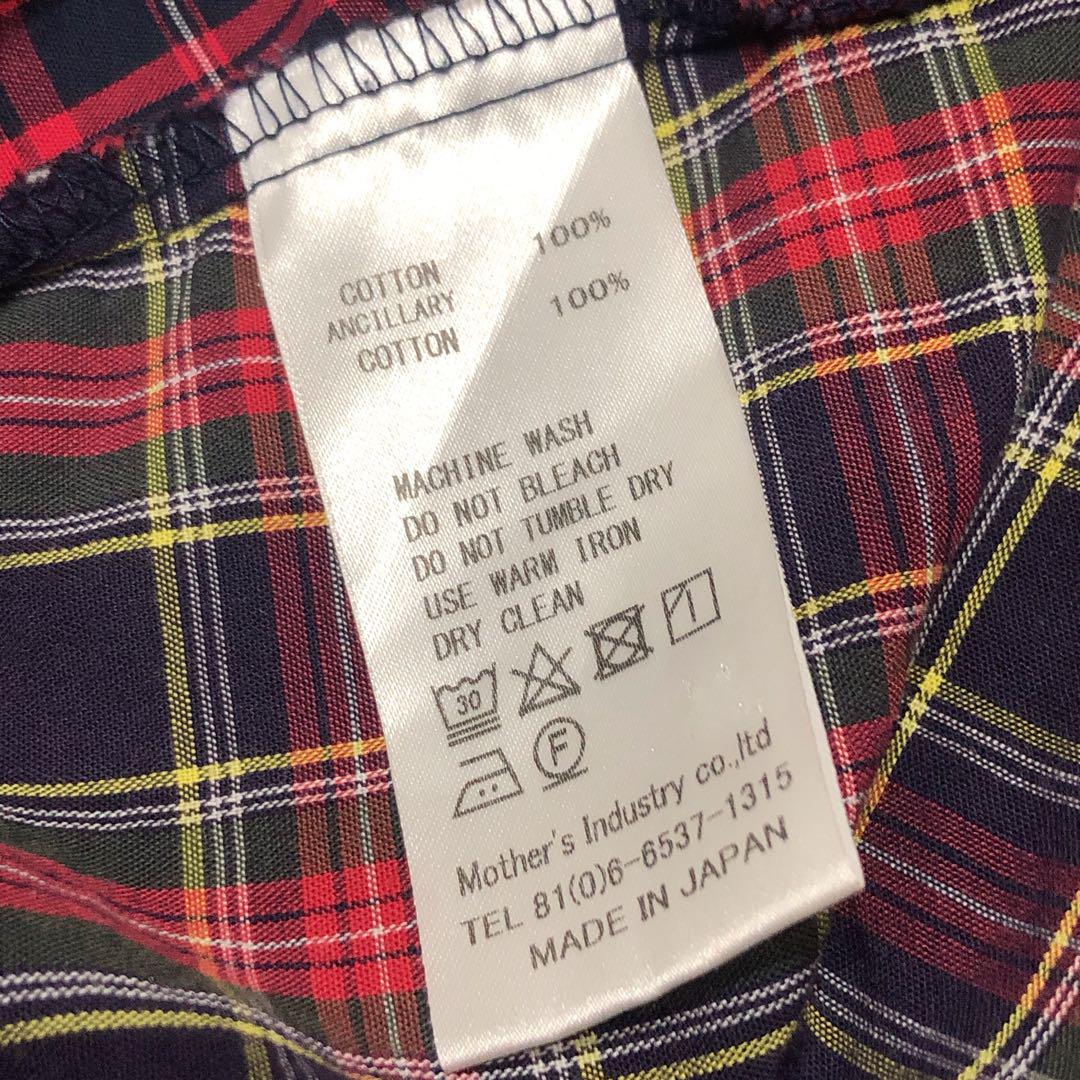 COTTON 100%
ANCILLARY
COTTON 100%
MACHINE WASH
DO NOT BLEACH
DO NOT TUMBLE DRY
USE WARM IRON
DRY CLEAN
30
F
Mother's Industry co.,ltd
TEL 81(0)6-6537-1315
MADE IN JAPAN